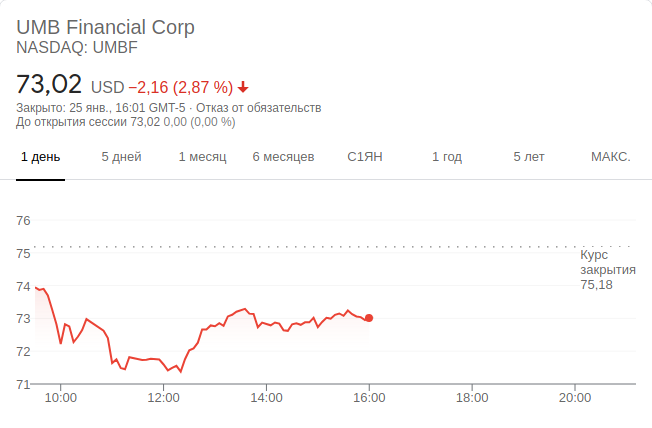 UMB Financial Corp
NASDAQ: UMBF
73,02 USD −2,16 (2,87 %)
Закрыто: 25 янв., 16:01 GMT-5 · Отказ от обязательств
До открытия сессии 73,02 0,00 (0,00 %)
1 день 5 дней 1 месяц 6 месяцев С1ЯН 1 год 5 лет МАКС.
76
75
74
73
72
71
Курс
закрытия
75,18
10:00 12:00 14:00 16:00 18:00 20:00